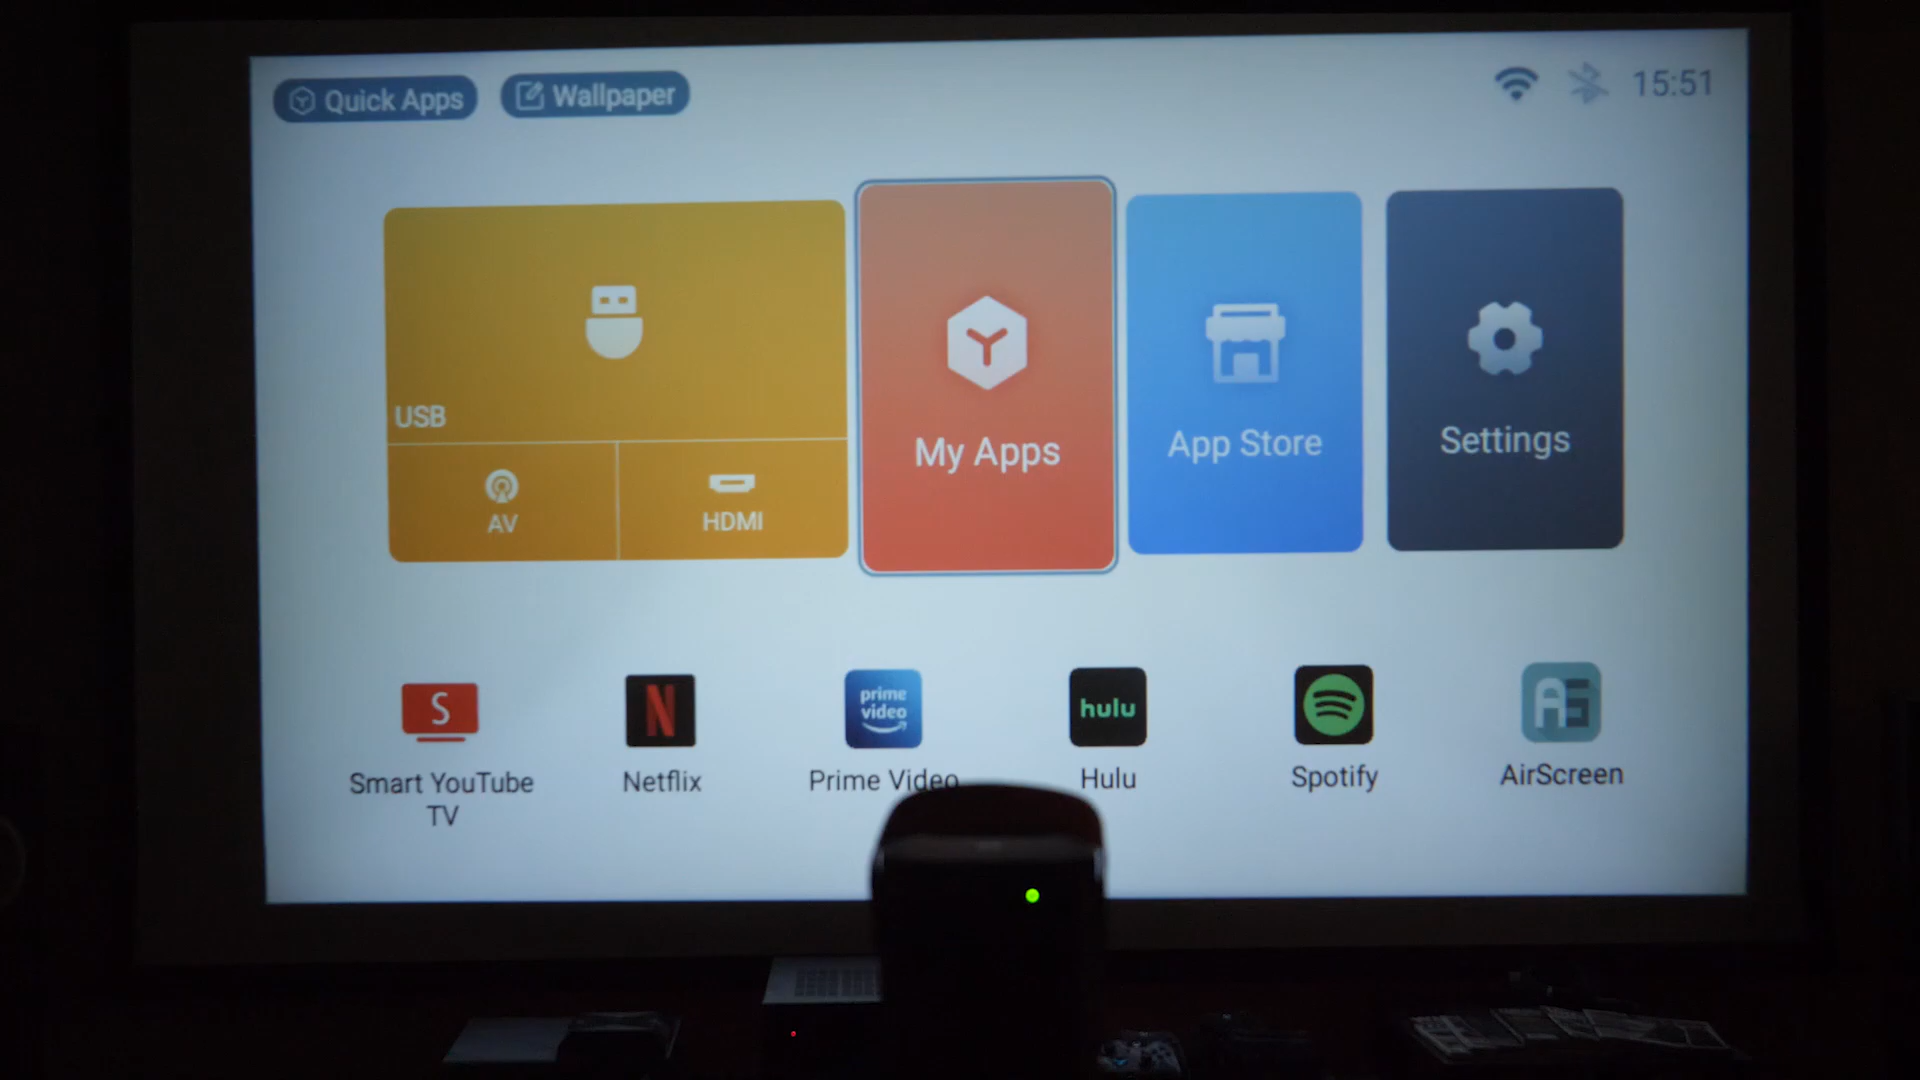 Quick Apps
Wallpaper
15:51
USB
AV
HDMI
My Apps
App Store
Settings
S
Smart YouTube
TV
N
Netflix
prime
video
Prime Video
hulu
Hulu
Spotify
AS
AirScreen